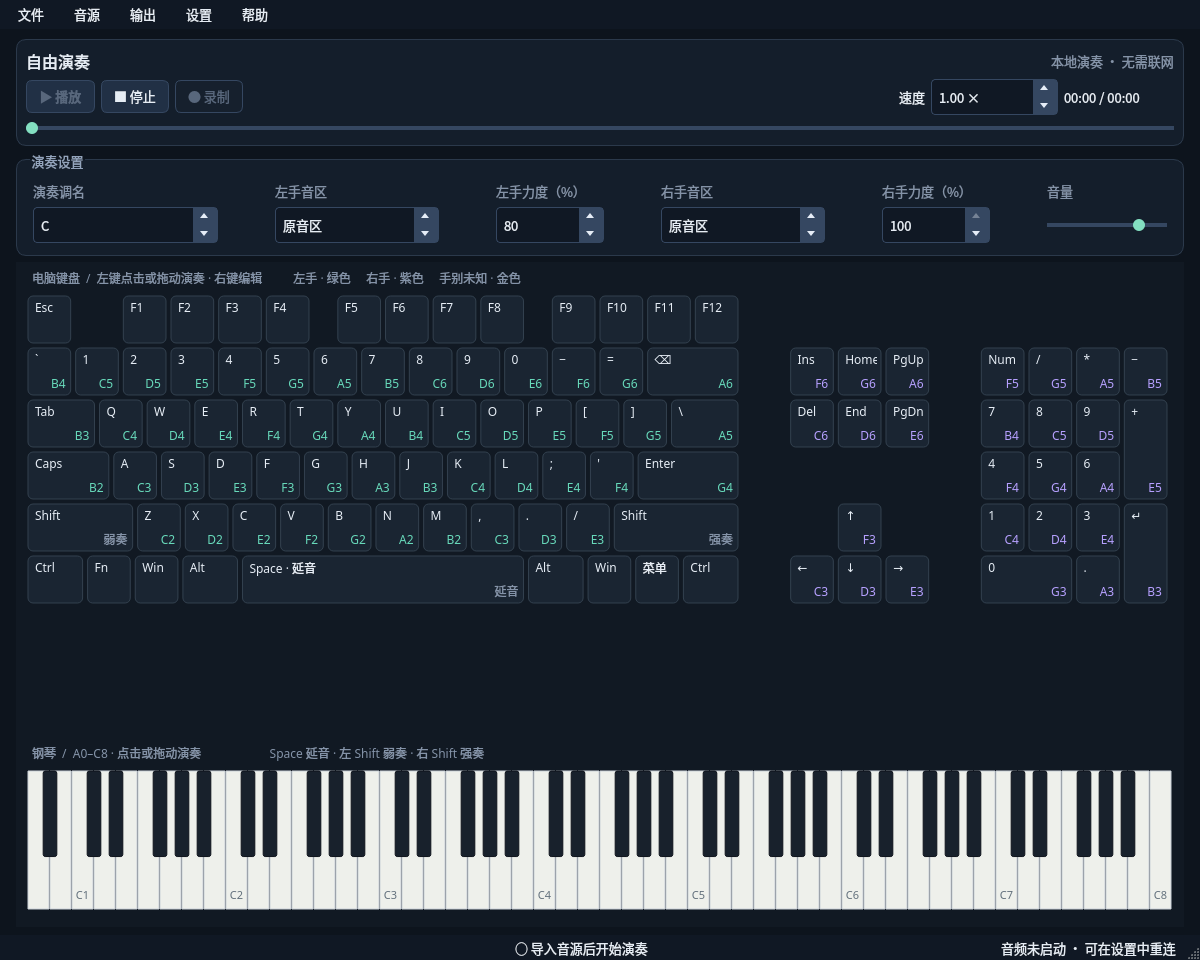 文件 音源 输出 设置 帮助
自由演奏 本地演奏 · 无需联网
▶播放 ■停止 ●录制 速度 1.00 × 00:00 / 00:00
演奏设置
演奏调名 左手音区 左手力度（%） 右手音区 右手力度（%） 音量
C 原音区 80 原音区 100
电脑键盘 / 左键点击或拖动演奏 · 右键编辑 左手 · 绿色 右手 · 紫色 手别未知 · 金色
Esc F1 F2 F3 F4 F5 F6 F7 F8 F9 F10 F11 F12
` 1 2 3 4 5 6 7 8 9 0 − = ⌫ Ins Home PgUp Num / * −
B4 C5 D5 E5 F5 G5 A5 B5 C6 D6 E6 F6 G6 A6 F6 G6 A6 F5 G5 A5 B5
Tab Q W E R T Y U I O P [ ] \ Del End PgDn 7 8 9 +
B3 C4 D4 E4 F4 G4 A4 B4 C5 D5 E5 F5 G5 A5 C6 D6 E6 B4 C5 D5
Caps A S D F G H J K L ; ' Enter 4 5 6
B2 C3 D3 E3 F3 G3 A3 B3 C4 D4 E4 F4 G4 F4 G4 A4 E5
Shift Z X C V B N M , . / Shift ↑ 1 2 3 ↵
弱奏 C2 D2 E2 F2 G2 A2 B2 C3 D3 E3 强奏 F3 C4 D4 E4
Ctrl Fn Win Alt Space · 延音 Alt Win 菜单 Ctrl ← ↓ → 0 .
延音 C3 D3 E3 G3 A3 B3
钢琴 / A0–C8 · 点击或拖动演奏 Space 延音 · 左 Shift 弱奏 · 右 Shift 强奏
C1 C2 C3 C4 C5 C6 C7 C8
○ 导入音源后开始演奏 音频未启动 · 可在设置中重连